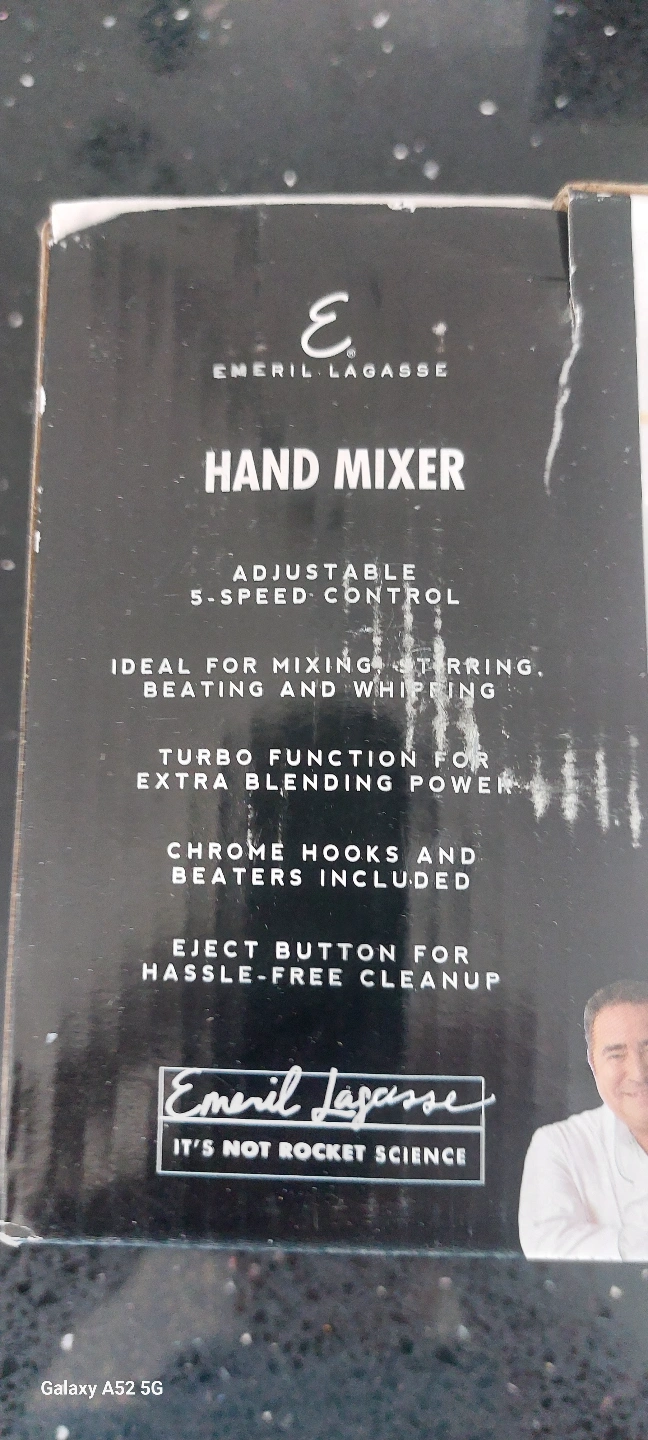 E®
EMERIL LAGASSE
HAND MIXER
ADJUSTABLE
5-SPEED CONTROL
IDEAL FOR MIXING, STIRRING,
BEATING AND WHIPPING
TURBO FUNCTION FOR
EXTRA BLENDING POWER
CHROME HOOKS AND
BEATERS INCLUDED
EJECT BUTTON FOR
HASSLE-FREE CLEANUP
Emeril Lagasse
IT'S NOT ROCKET SCIENCE
Galaxy A52 5G